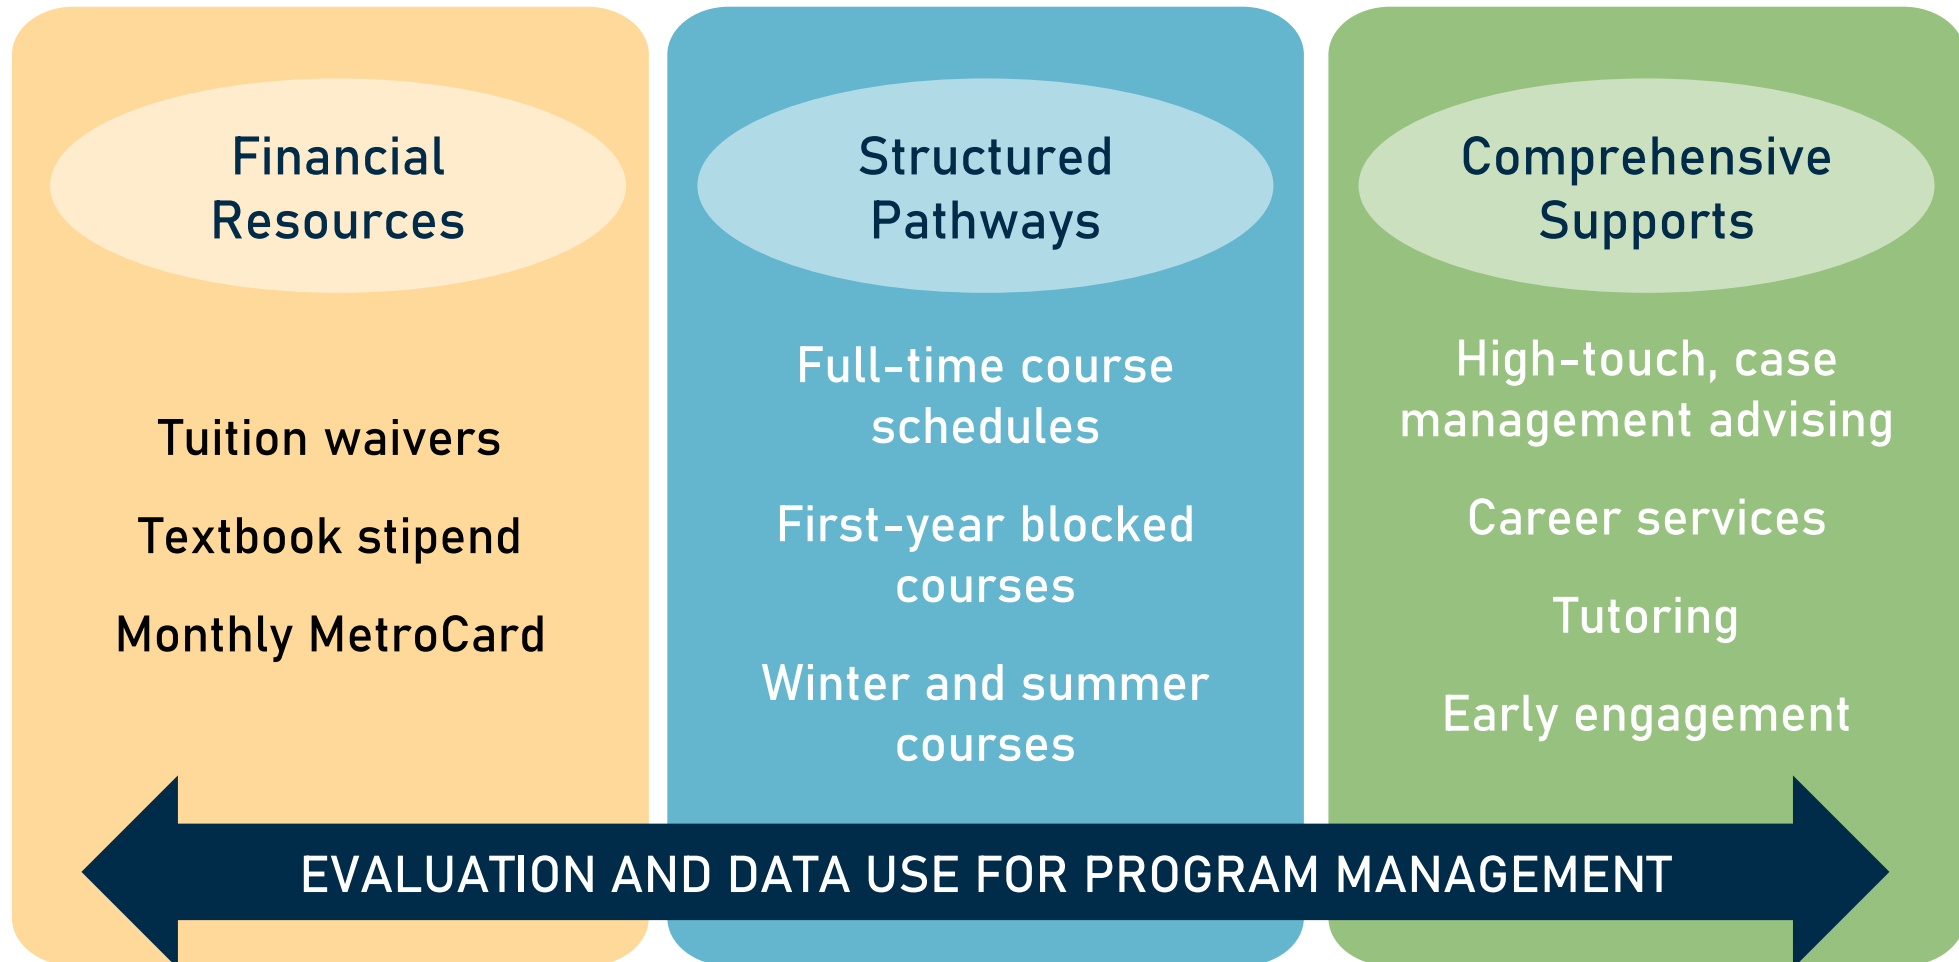 Financial
Resources
Tuition waivers
Textbook stipend
Monthly MetroCard
Structured
Pathways
Full-time course
schedules
First-year blocked
courses
Winter and summer
courses
Comprehensive
Supports
High-touch, case
management advising
Career services
Tutoring
Early engagement
EVALUATION AND DATA USE FOR PROGRAM MANAGEMENT